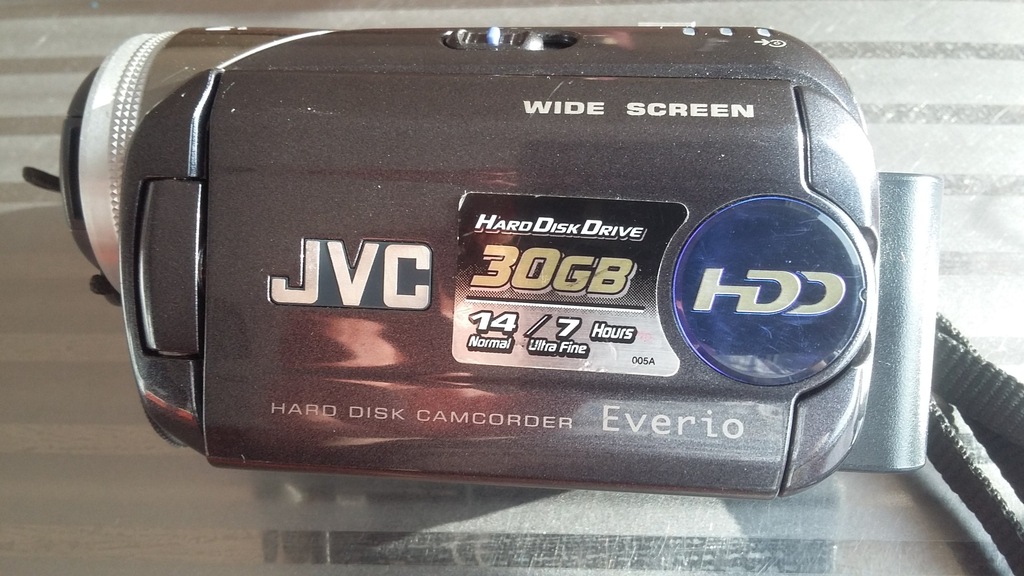 WIDE SCREEN
HARD DISK DRIVE
30GB
14 / 7 Hours
Normal Ultra Fine
005A
HDD
JVC
HARD DISK CAMCORDER Everio